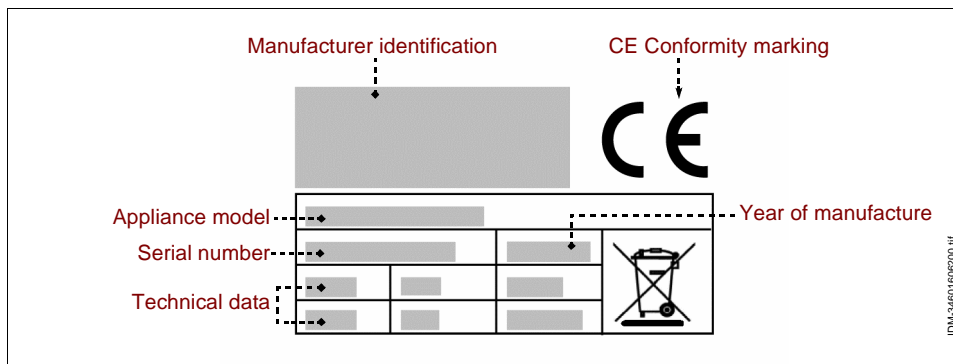 Manufacturer identification
CE Conformity marking
CE
Appliance model
Year of manufacture
Serial number
Technical data
IDM-34601606200.tif